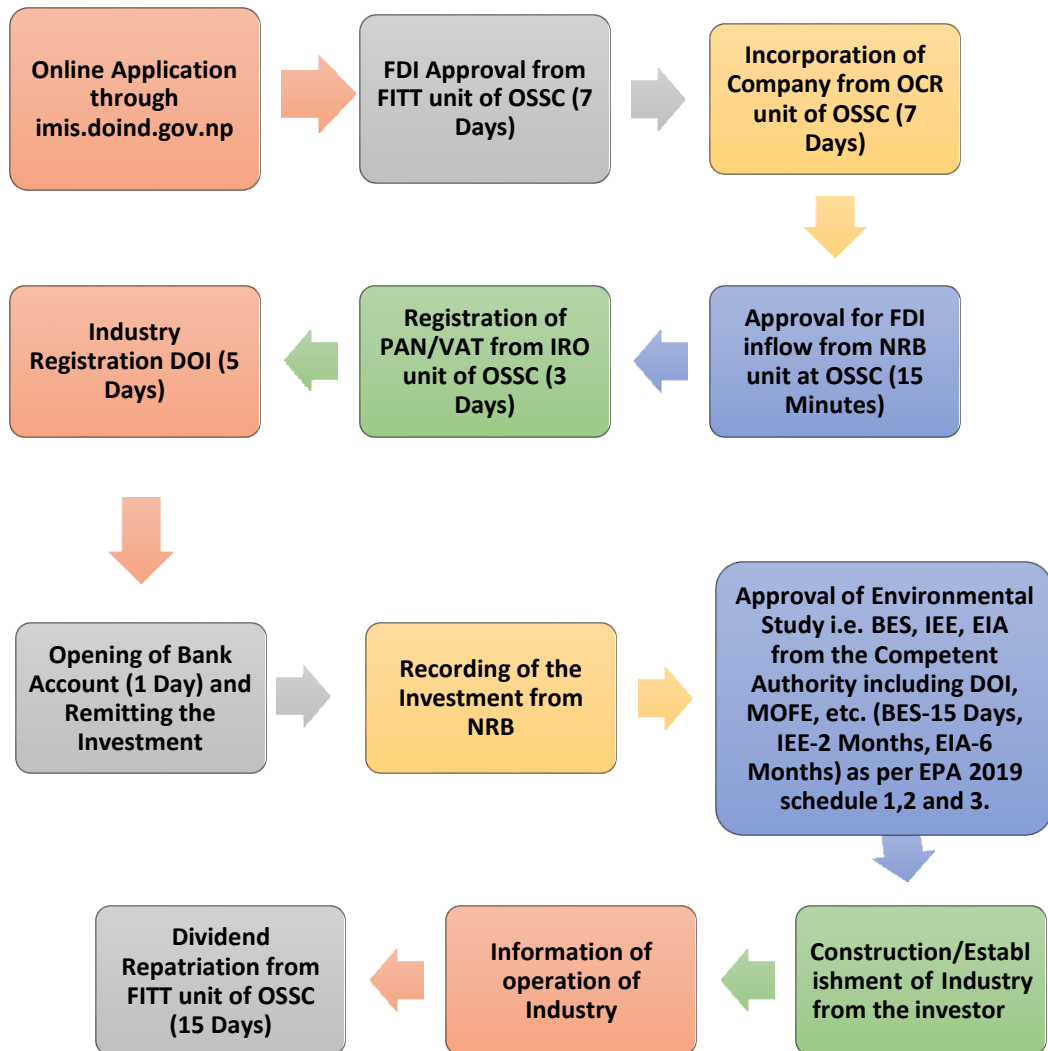 Online Application
through
imis.doind.gov.np
FDI Approval from
FITT unit of OSSC (7
Days)
Incorporation of
Company from OCR
unit of OSSC (7
Days)
Approval for FDI
inflow from NRB
unit at OSSC (15
Minutes)
Registration of
PAN/VAT from IRO
unit of OSSC (3
Days)
Industry
Registration DOI (5
Days)
Opening of Bank
Account (1 Day) and
Remitting the
Investment
Recording of the
Investment from
NRB
Approval of Environmental
Study i.e. BES, IEE, EIA
from the Competent
Authority including DOI,
MOFE, etc. (BES-15 Days,
IEE-2 Months, EIA-6
Months) as per EPA 2019
schedule 1,2 and 3.
Construction/Establ
ishment of Industry
from the investor
Information of
operation of
Industry
Dividend
Repatriation from
FITT unit of OSSC
(15 Days)